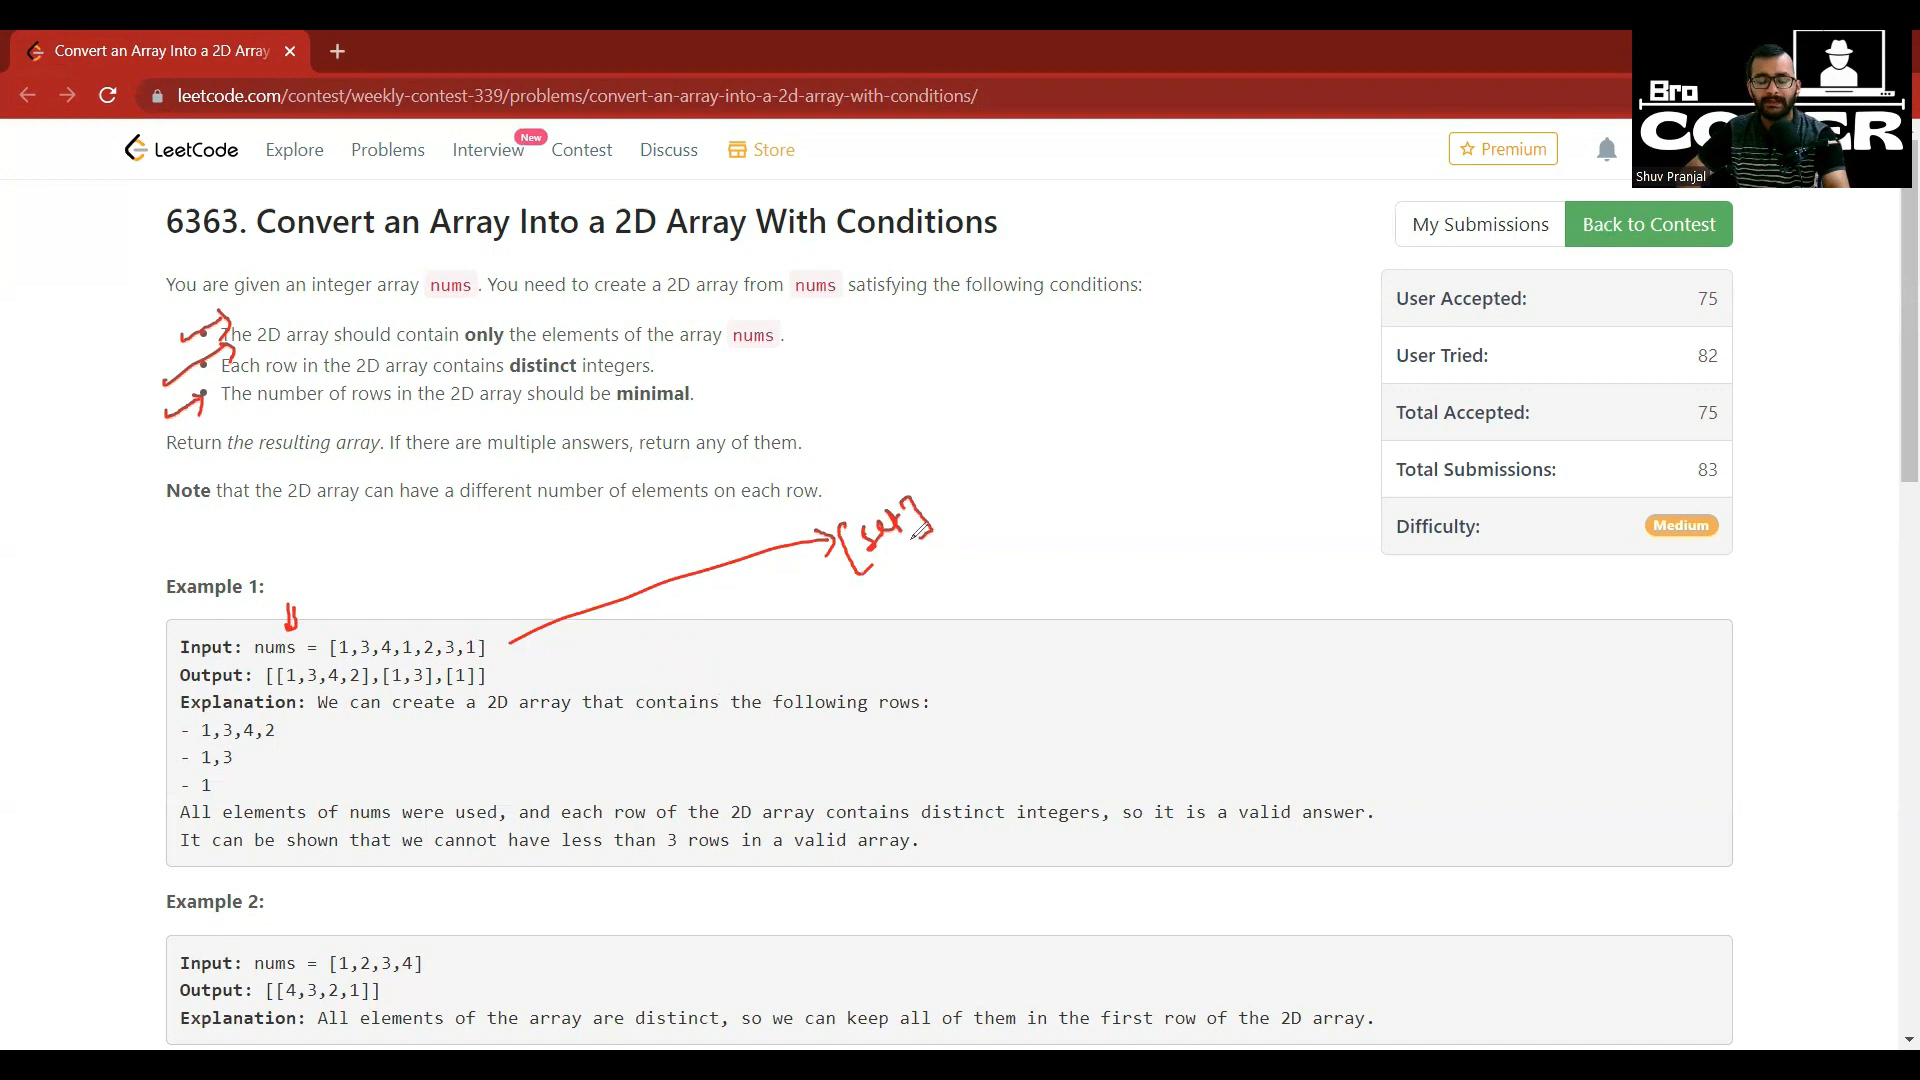 Convert an Array Into a 2D Array
leetcode.com/contest/weekly-contest-339/problems/convert-an-array-into-a-2d-array-with-conditions/
Bro
CODER
Shuv Pranjal
LeetCode Explore Problems Interview New Contest Discuss Store Premium
6363. Convert an Array Into a 2D Array With Conditions
My Submissions Back to Contest
You are given an integer array nums. You need to create a 2D array from nums satisfying the following conditions:
The 2D array should contain only the elements of the array nums.
Each row in the 2D array contains distinct integers.
The number of rows in the 2D array should be minimal.
Return the resulting array. If there are multiple answers, return any of them.
Note that the 2D array can have a different number of elements on each row.
User Accepted: 75
User Tried: 82
Total Accepted: 75
Total Submissions: 83
Difficulty: Medium
[set]
Example 1:
Input: nums = [1,3,4,1,2,3,1]
Output: [[1,3,4,2],[1,3],[1]]
Explanation: We can create a 2D array that contains the following rows:
- 1,3,4,2
- 1,3
- 1
All elements of nums were used, and each row of the 2D array contains distinct integers, so it is a valid answer.
It can be shown that we cannot have less than 3 rows in a valid array.
Example 2:
Input: nums = [1,2,3,4]
Output: [[4,3,2,1]]
Explanation: All elements of the array are distinct, so we can keep all of them in the first row of the 2D array.